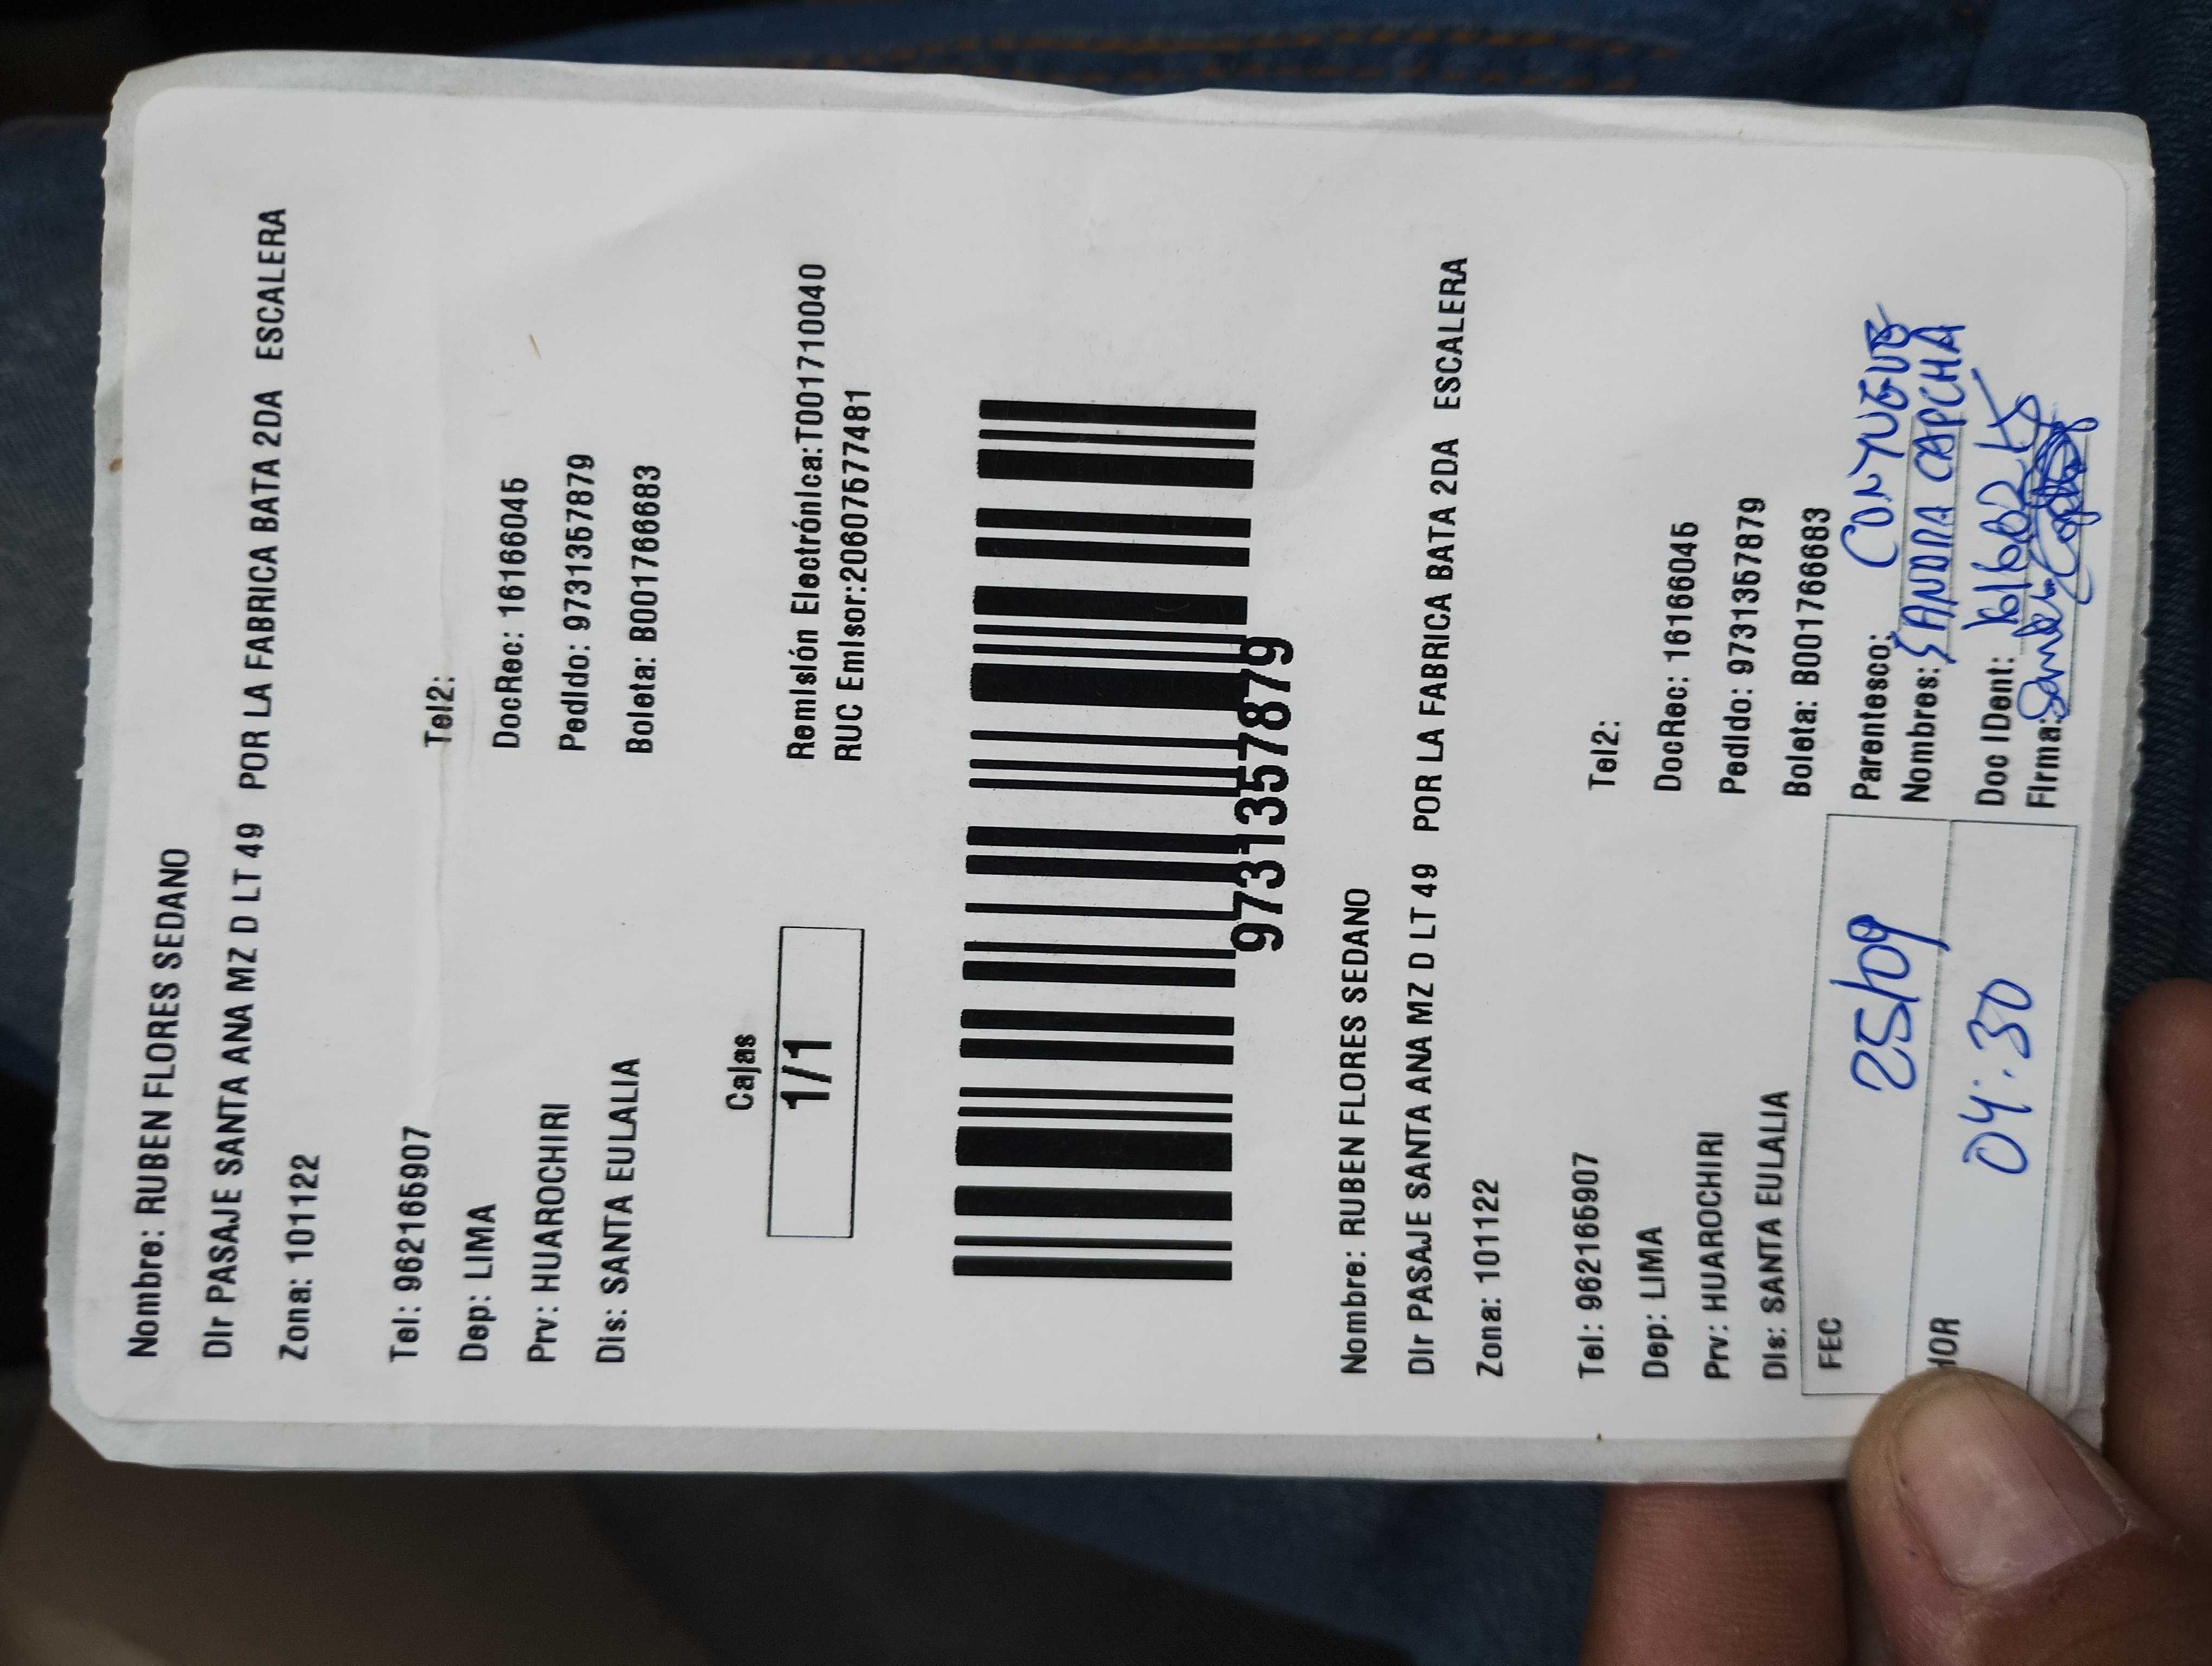 Nombre: RUBEN FLORES SEDANO
Dir PASAJE SANTA ANA MZ D LT 49 POR LA FABRICA BATA 2DA ESCALERA
Zona: 101122
Tel: 962165907 Tel2:
Dep: LIMA DocRec: 16166045
Prv: HUAROCHIRI Pedido: 9731357879
Dis: SANTA EULALIA Boleta: B001766683
Cajas
1/1
Remisión Electrónica:T001710040
RUC Emisor:20607577481
973135787879
Nombre: RUBEN FLORES SEDANO
Dir PASAJE SANTA ANA MZ D LT 49 POR LA FABRICA BATA 2DA ESCALERA
Zona: 101122
Tel: 962165907 Tel2:
Dep: LIMA DocRec: 16166045
Prv: HUAROCHIRI Pedido: 9731357879
Dis: SANTA EULALIA Boleta: B001766683
FEC 25/09 Parentesco: CONYUGUE
Nombres: SANDRA CAPCHA
HOR 04:30 Doc IDent:
Firma: